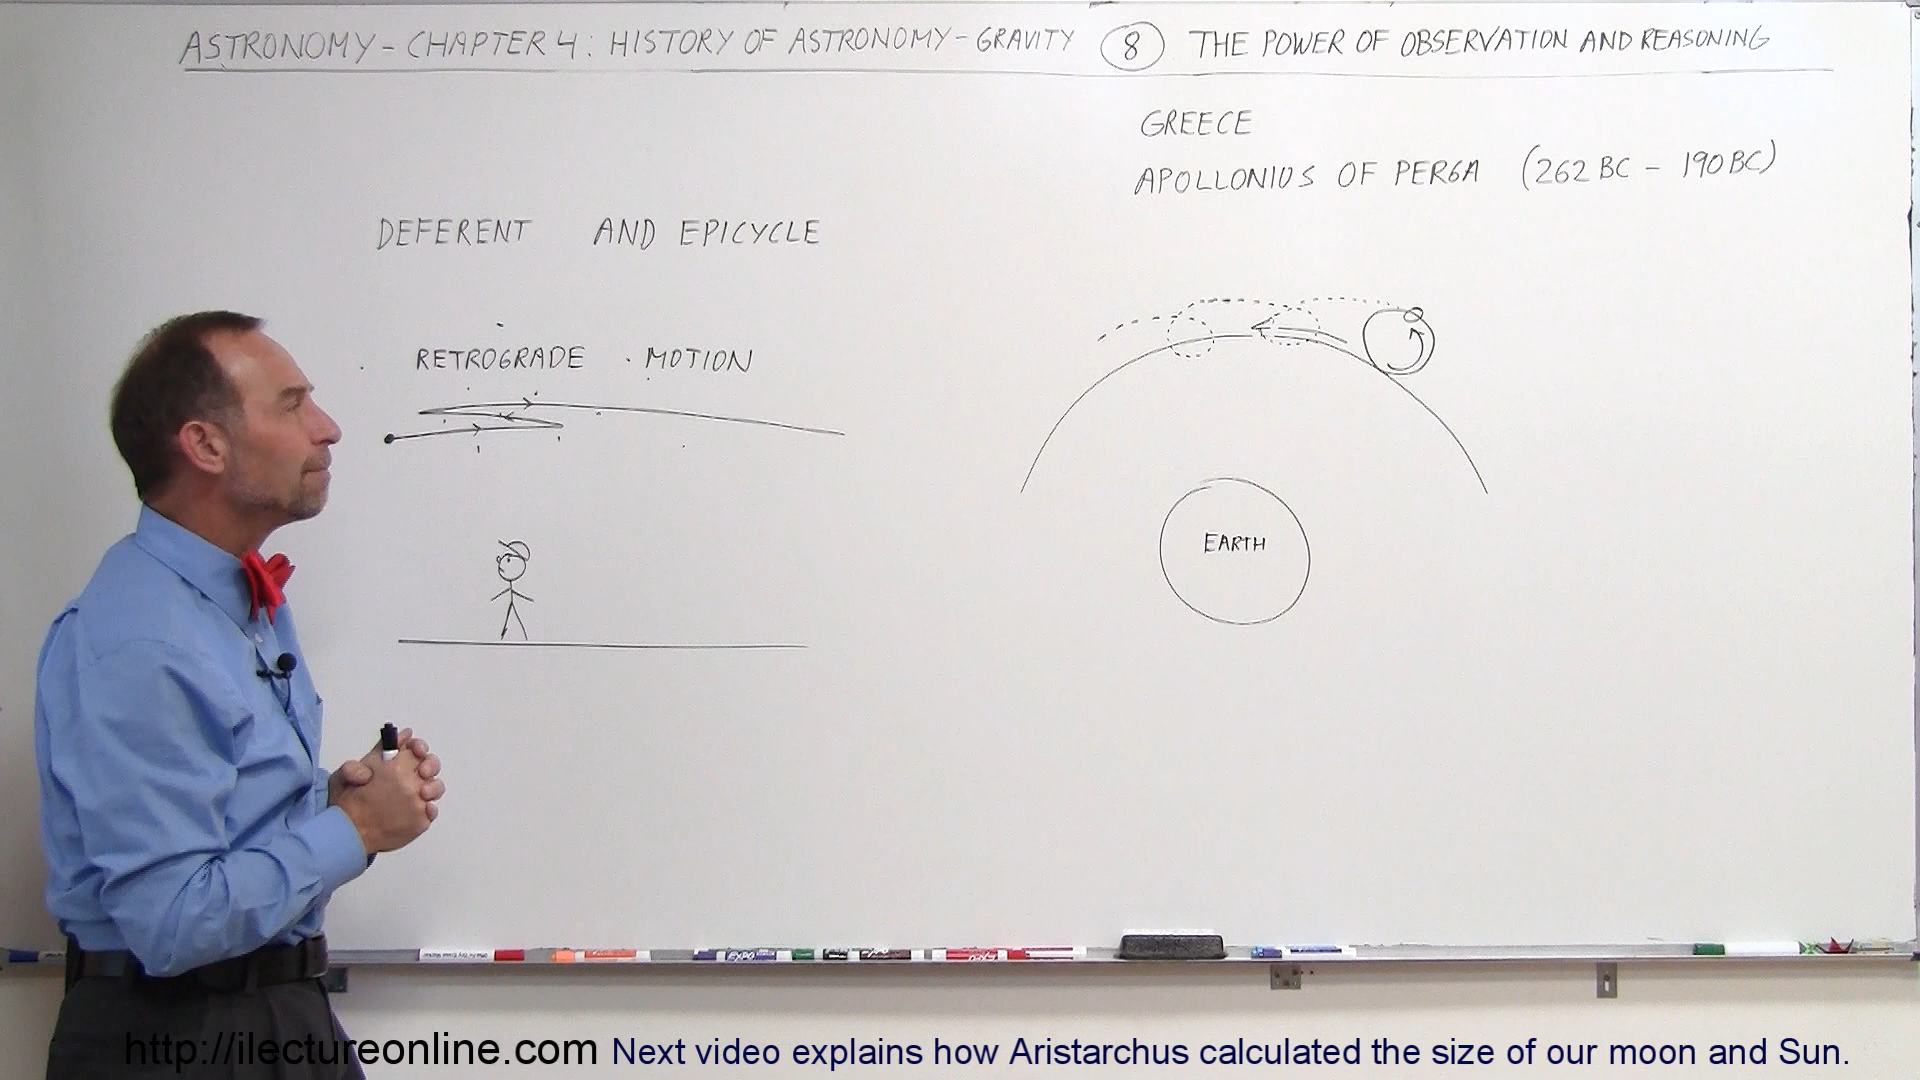 ASTRONOMY - CHAPTER 4: HISTORY OF ASTRONOMY - GRAVITY 8 THE POWER OF OBSERVATION AND REASONING
GREECE
APOLLONIUS OF PERGA (262 BC - 190 BC)
DEFERENT AND EPICYCLE
RETROGRADE MOTION
EARTH
EXPO
EXPO
http://ilectureonline.com Next video explains how Aristarchus calculated the size of our moon and Sun.